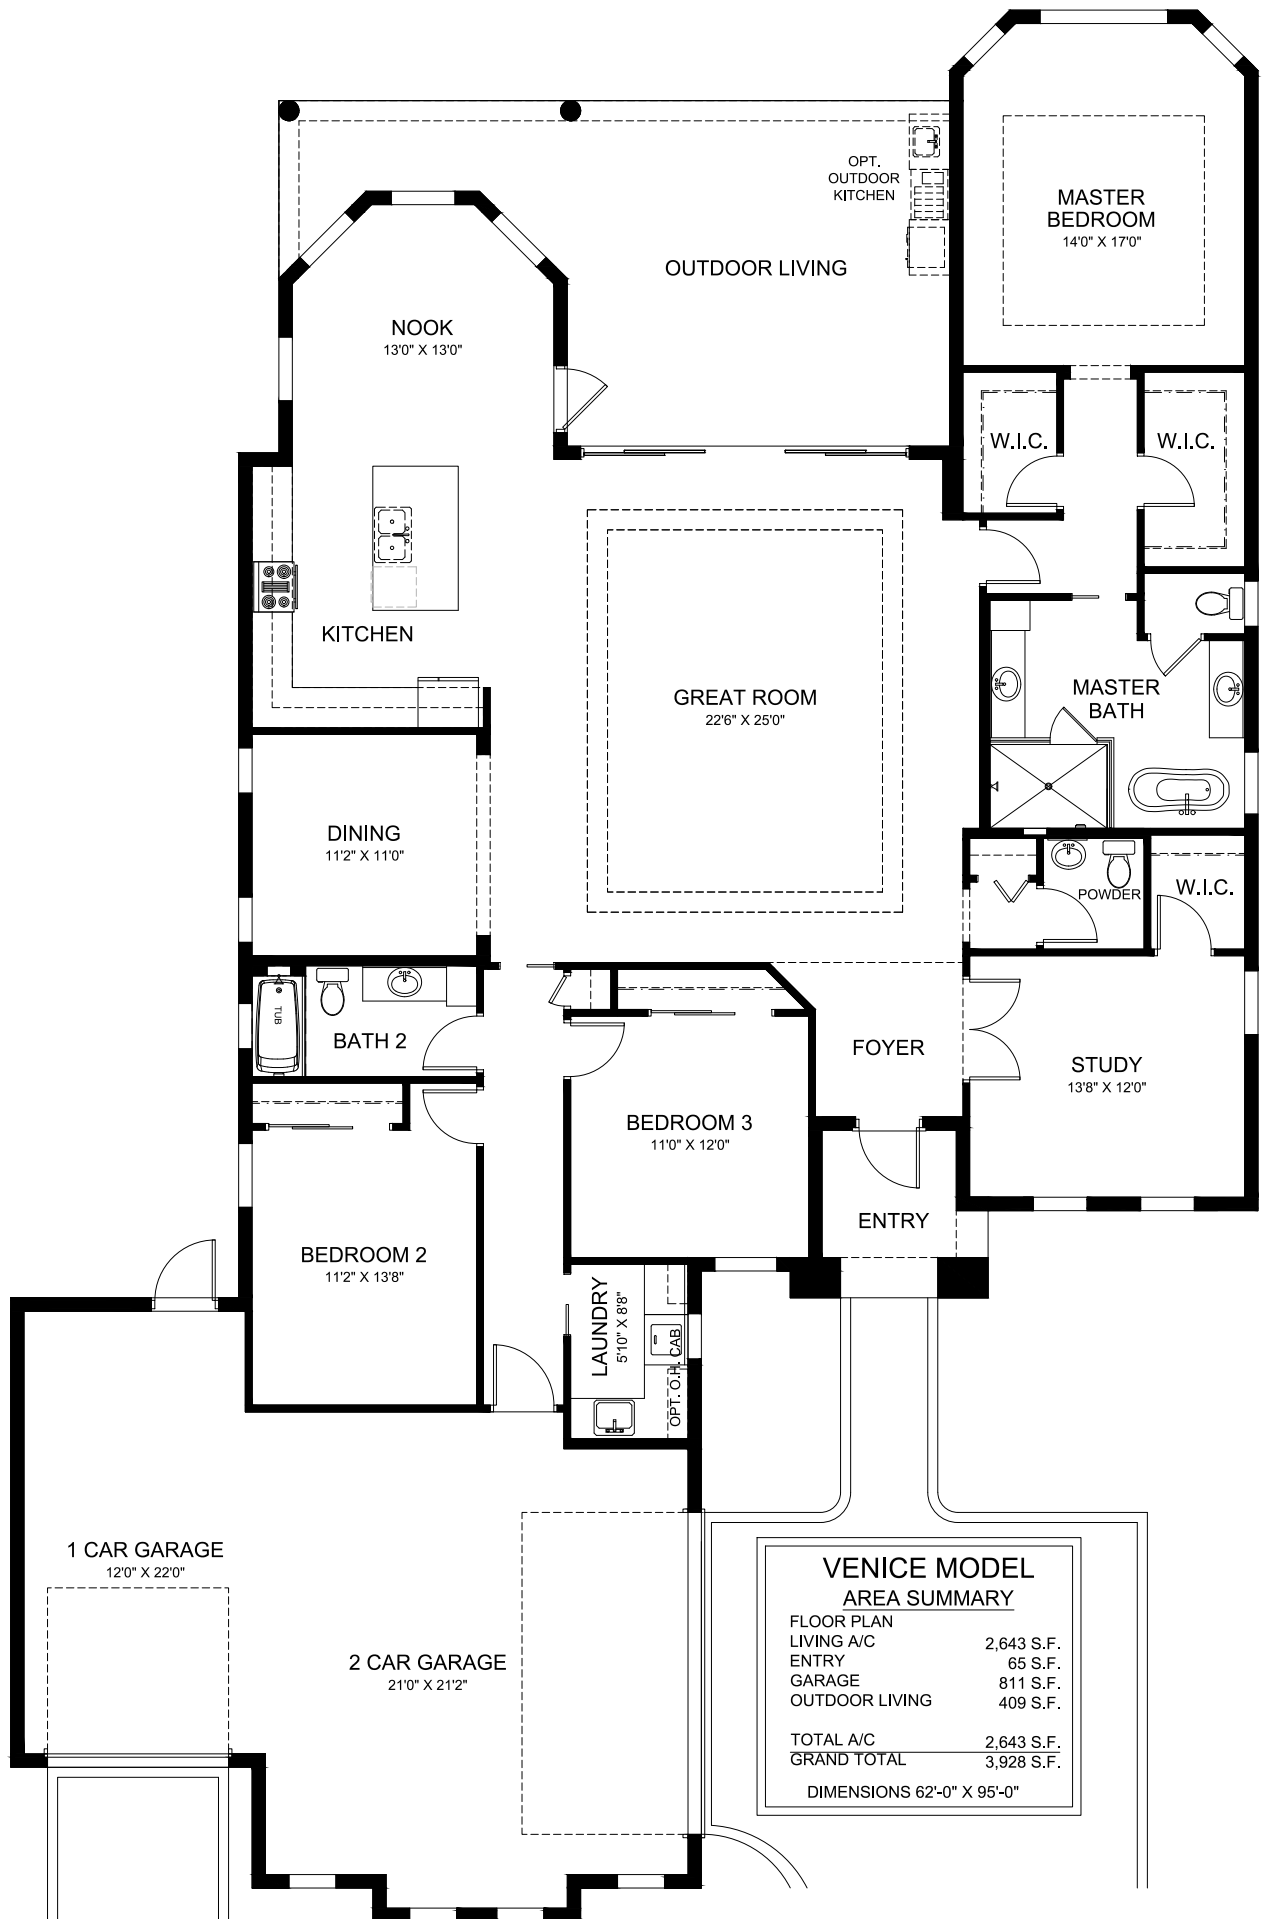 OPT.
OUTDOOR
KITCHEN
MASTER
BEDROOM
14'0" X 17'0"
OUTDOOR LIVING
NOOK
13'0" X 13'0"
W.I.C.
W.I.C.
KITCHEN
GREAT ROOM
22'6" X 25'0"
MASTER
BATH
DINING
11'2" X 11'0"
POWDER
W.I.C.
TUB
BATH 2
FOYER
STUDY
13'8" X 12'0"
BEDROOM 3
11'0" X 12'0"
ENTRY
BEDROOM 2
11'2" X 13'8"
LAUNDRY
5'10" X 8'8"
OPT. O.H. CAB
1 CAR GARAGE
12'0" X 22'0"
2 CAR GARAGE
21'0" X 21'2"
VENICE MODEL
AREA SUMMARY
FLOOR PLAN
LIVING A/C 2,643 S.F.
ENTRY 65 S.F.
GARAGE 811 S.F.
OUTDOOR LIVING 409 S.F.
TOTAL A/C 2,643 S.F.
GRAND TOTAL 3,928 S.F.
DIMENSIONS 62'-0" X 95'-0"